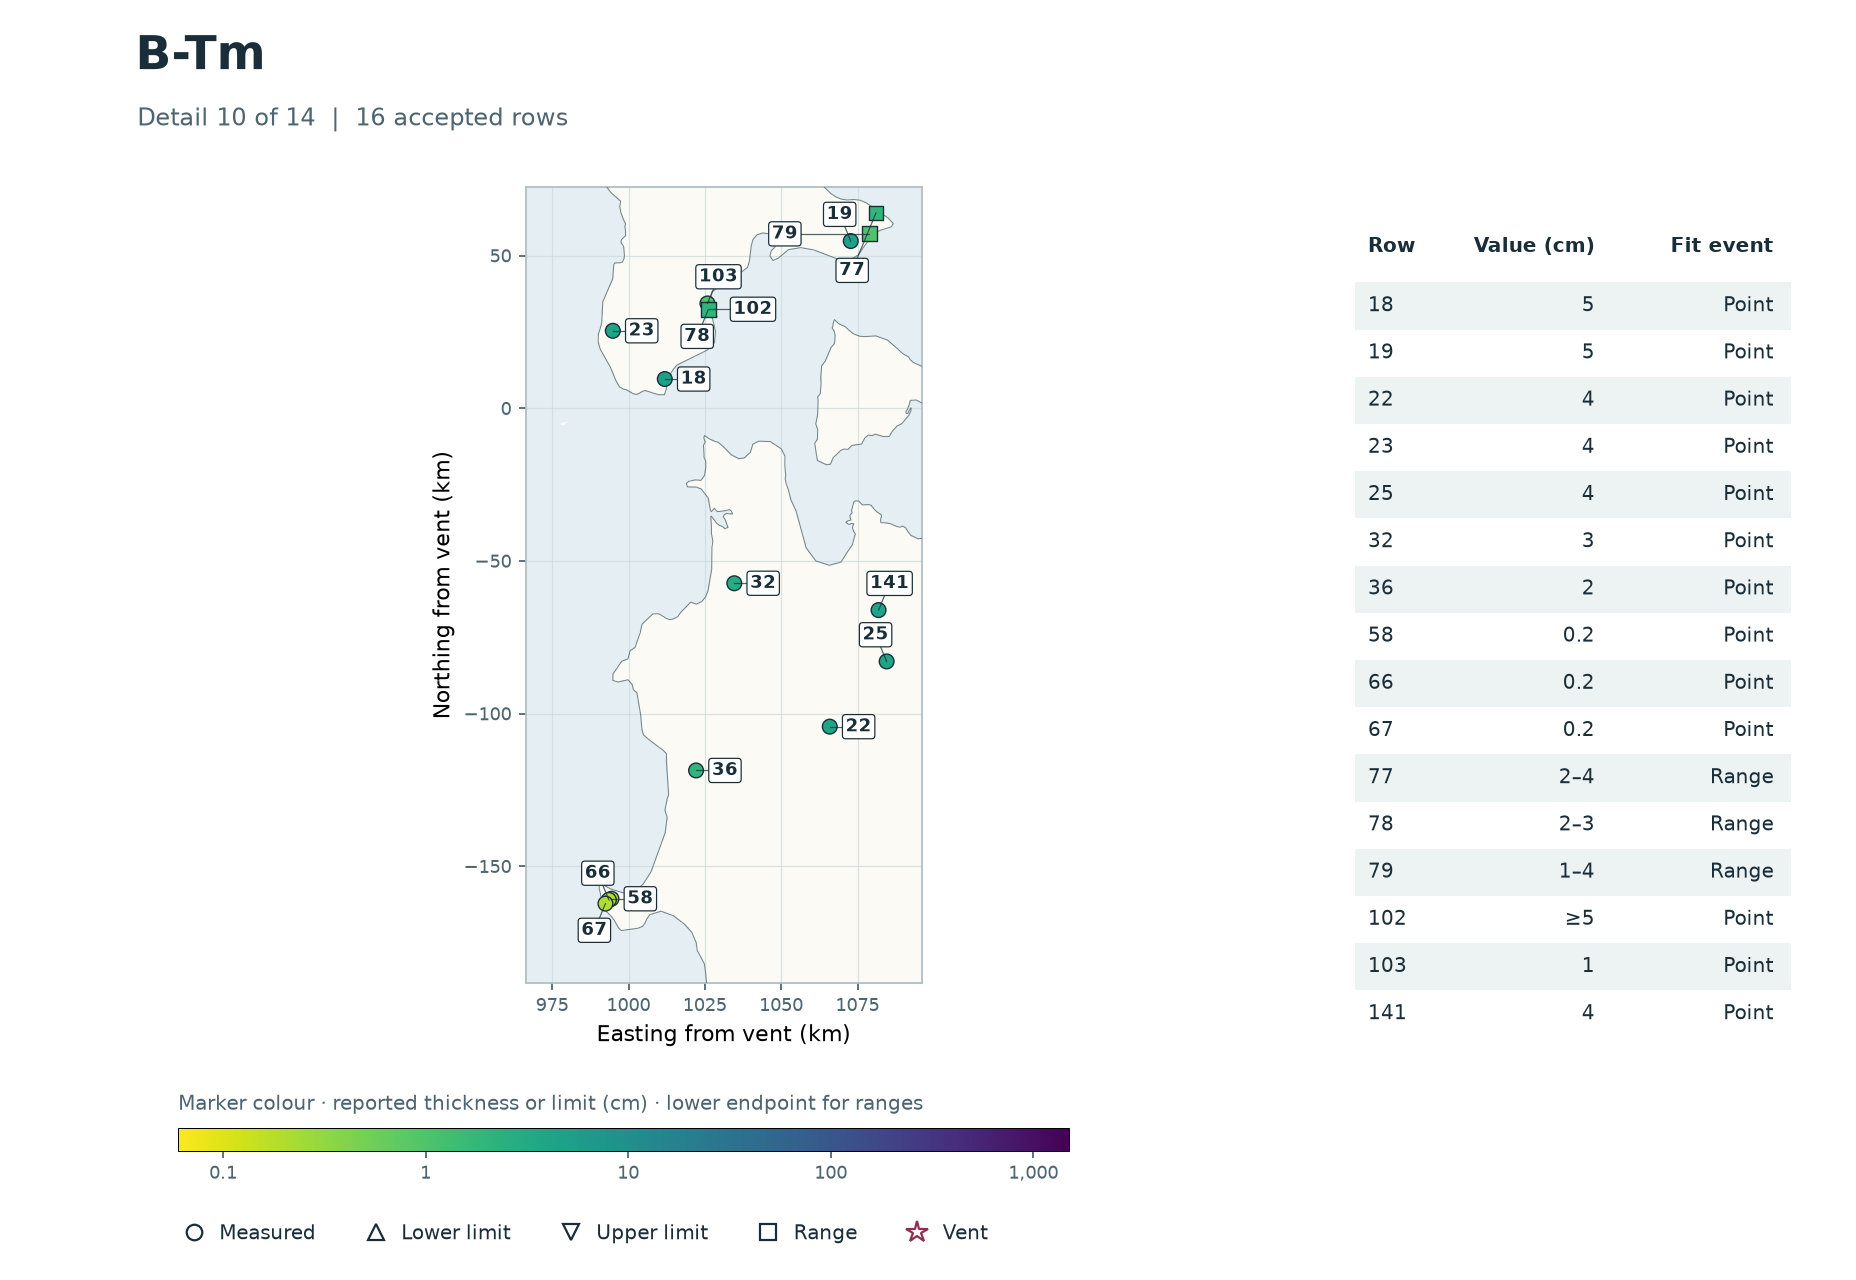 B-Tm
Detail 10 of 14 | 16 accepted rows
19
79
77
103
102
78
23
18
32
141
25
22
36
66
58
67
50
0
−50
−100
−150
Northing from vent (km)
975 1000 1025 1050 1075
Easting from vent (km)
Row Value (cm) Fit event
18 5 Point
19 5 Point
22 4 Point
23 4 Point
25 4 Point
32 3 Point
36 2 Point
58 0.2 Point
66 0.2 Point
67 0.2 Point
77 2–4 Range
78 2–3 Range
79 1–4 Range
102 ≥5 Point
103 1 Point
141 4 Point
Marker colour · reported thickness or limit (cm) · lower endpoint for ranges
0.1 1 10 100 1,000
Measured Lower limit Upper limit Range Vent